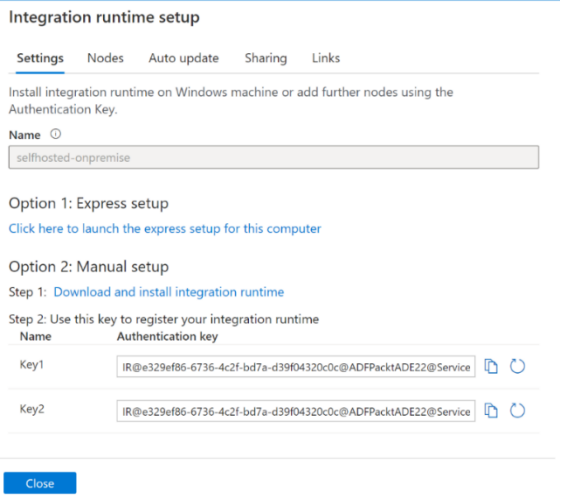 Integration runtime setup
Settings Nodes Auto update Sharing Links
Install integration runtime on Windows machine or add further nodes using the
Authentication Key.
Name
selfhosted-onpremise
Option 1: Express setup
Click here to launch the express setup for this computer
Option 2: Manual setup
Step 1: Download and install integration runtime
Step 2: Use this key to register your integration runtime
Name Authentication key
Key1 IR@e329ef86-6736-4c2f-bd7a-d39f04320c0c@ADFPacktADE22@Service
Key2 IR@e329ef86-6736-4c2f-bd7a-d39f04320c0c@ADFPacktADE22@Service
Close